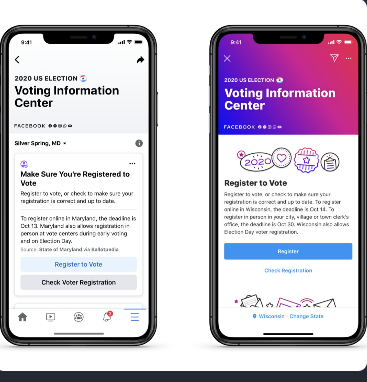 9:41
2020 US ELECTION
Voting Information
Center
FACEBOOK
Silver Spring, MD
Make Sure You're Registered to
Vote
Register to vote, or check to make sure your
registration is correct and up to date.
To register online in Maryland, the deadline is
Oct 13. Maryland also allows registration in
person at vote centers during early voting
and on Election Day.
Source: State of Maryland via Ballotpedia
Register to Vote
Check Voter Registration
2
9:41
2020 US ELECTION
Voting Information
Center
FACEBOOK
2020
Register to Vote
Register to vote, or check to make sure your
registration is correct and up to date. To
register online in Wisconsin, the deadline is Oct 14. To
register in person in your city, village or town clerk's
office, the deadline is Oct 30. Wisconsin also allows
Election Day voter registration.
Register
Check Registration
Wisconsin · Change State